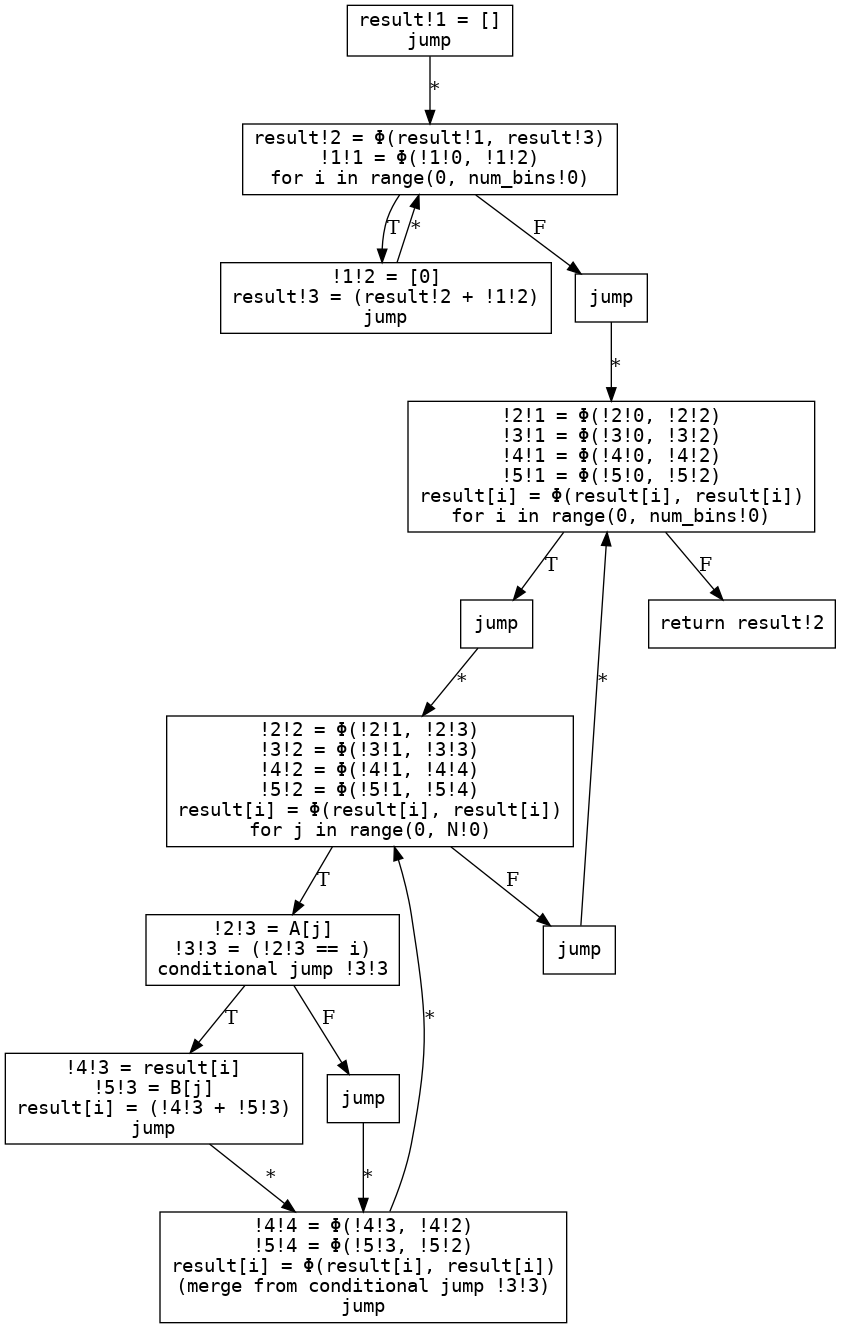 result!1 = []
jump
*
result!2 = Φ(result!1, result!3)
!1!1 = Φ(!1!0, !1!2)
for i in range(0, num_bins!0)
T
*
F
!1!2 = [0]
result!3 = (result!2 + !1!2)
jump
jump
*
!2!1 = Φ(!2!0, !2!2)
!3!1 = Φ(!3!0, !3!2)
!4!1 = Φ(!4!0, !4!2)
!5!1 = Φ(!5!0, !5!2)
result[i] = Φ(result[i], result[i])
for i in range(0, num_bins!0)
T
F
jump
return result!2
*
*
!2!2 = Φ(!2!1, !2!3)
!3!2 = Φ(!3!1, !3!3)
!4!2 = Φ(!4!1, !4!4)
!5!2 = Φ(!5!1, !5!4)
result[i] = Φ(result[i], result[i])
for j in range(0, N!0)
T
F
!2!3 = A[j]
!3!3 = (!2!3 == i)
conditional jump !3!3
jump
T
F
*
!4!3 = result[i]
!5!3 = B[j]
result[i] = (!4!3 + !5!3)
jump
jump
*
*
!4!4 = Φ(!4!3, !4!2)
!5!4 = Φ(!5!3, !5!2)
result[i] = Φ(result[i], result[i])
(merge from conditional jump !3!3)
jump